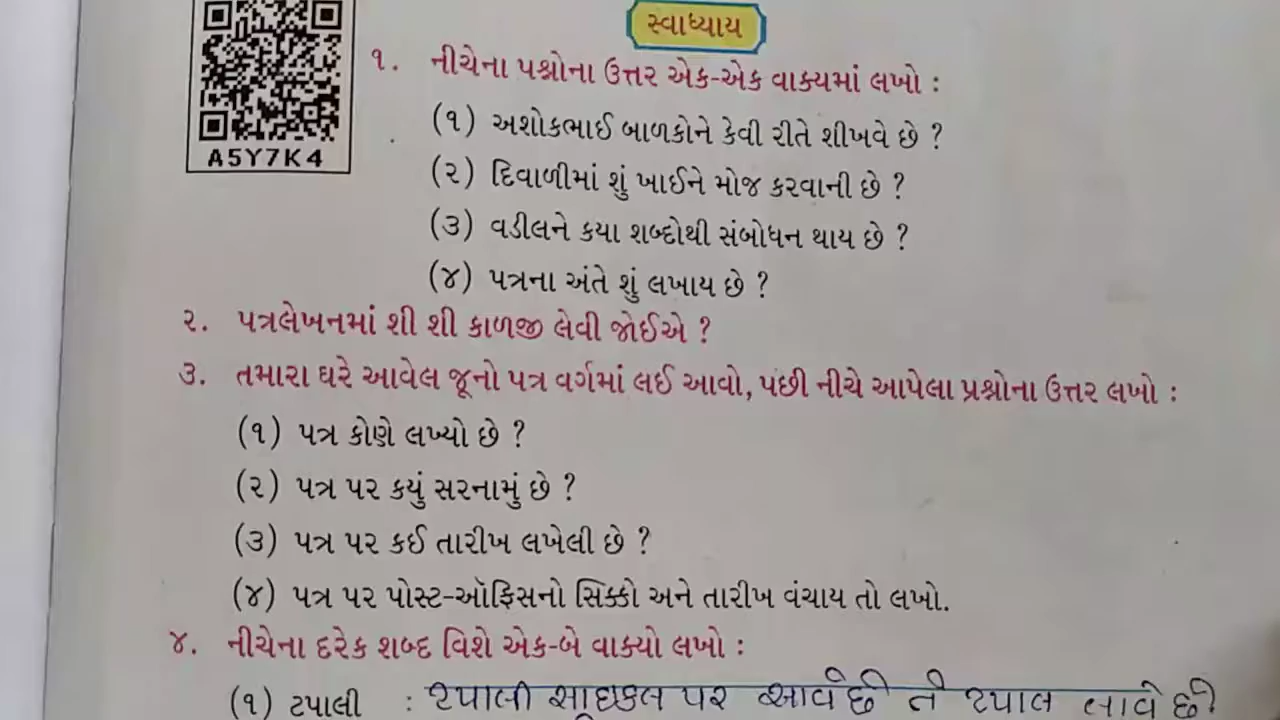 સ્વાધ્યાય
A5Y7K4
૧. નીચેના પશ્નોના ઉત્તર એક-એક વાક્યમાં લખો :
(૧) અશોકભાઈ બાળકોને કેવી રીતે શીખવે છે ?
(૨) દિવાળીમાં શું ખાઈને મોજ કરવાની છે ?
(૩) વડીલને કયા શબ્દોથી સંબોધન થાય છે ?
(૪) પત્રના અંતે શું લખાય છે ?
૨. પત્રલેખનમાં શી શી કાળજી લેવી જોઈએ ?
૩. તમારા ઘરે આવેલ જૂનો પત્ર વર્ગમાં લઈ આવો, પછી નીચે આપેલા પ્રશ્નોના ઉત્તર લખો :
(૧) પત્ર કોણે લખ્યો છે ?
(૨) પત્ર પર કયું સરનામું છે ?
(૩) પત્ર પર કઈ તારીખ લખેલી છે ?
(૪) પત્ર પર પોસ્ટ-ઑફિસનો સિક્કો અને તારીખ વંચાય તો લખો.
૪. નીચેના દરેક શબ્દ વિશે એક-બે વાક્યો લખો :
(૧) ટપાલી : ટપાલી સાઇકલ પર આવે છે તે ટપાલ લાવે છે